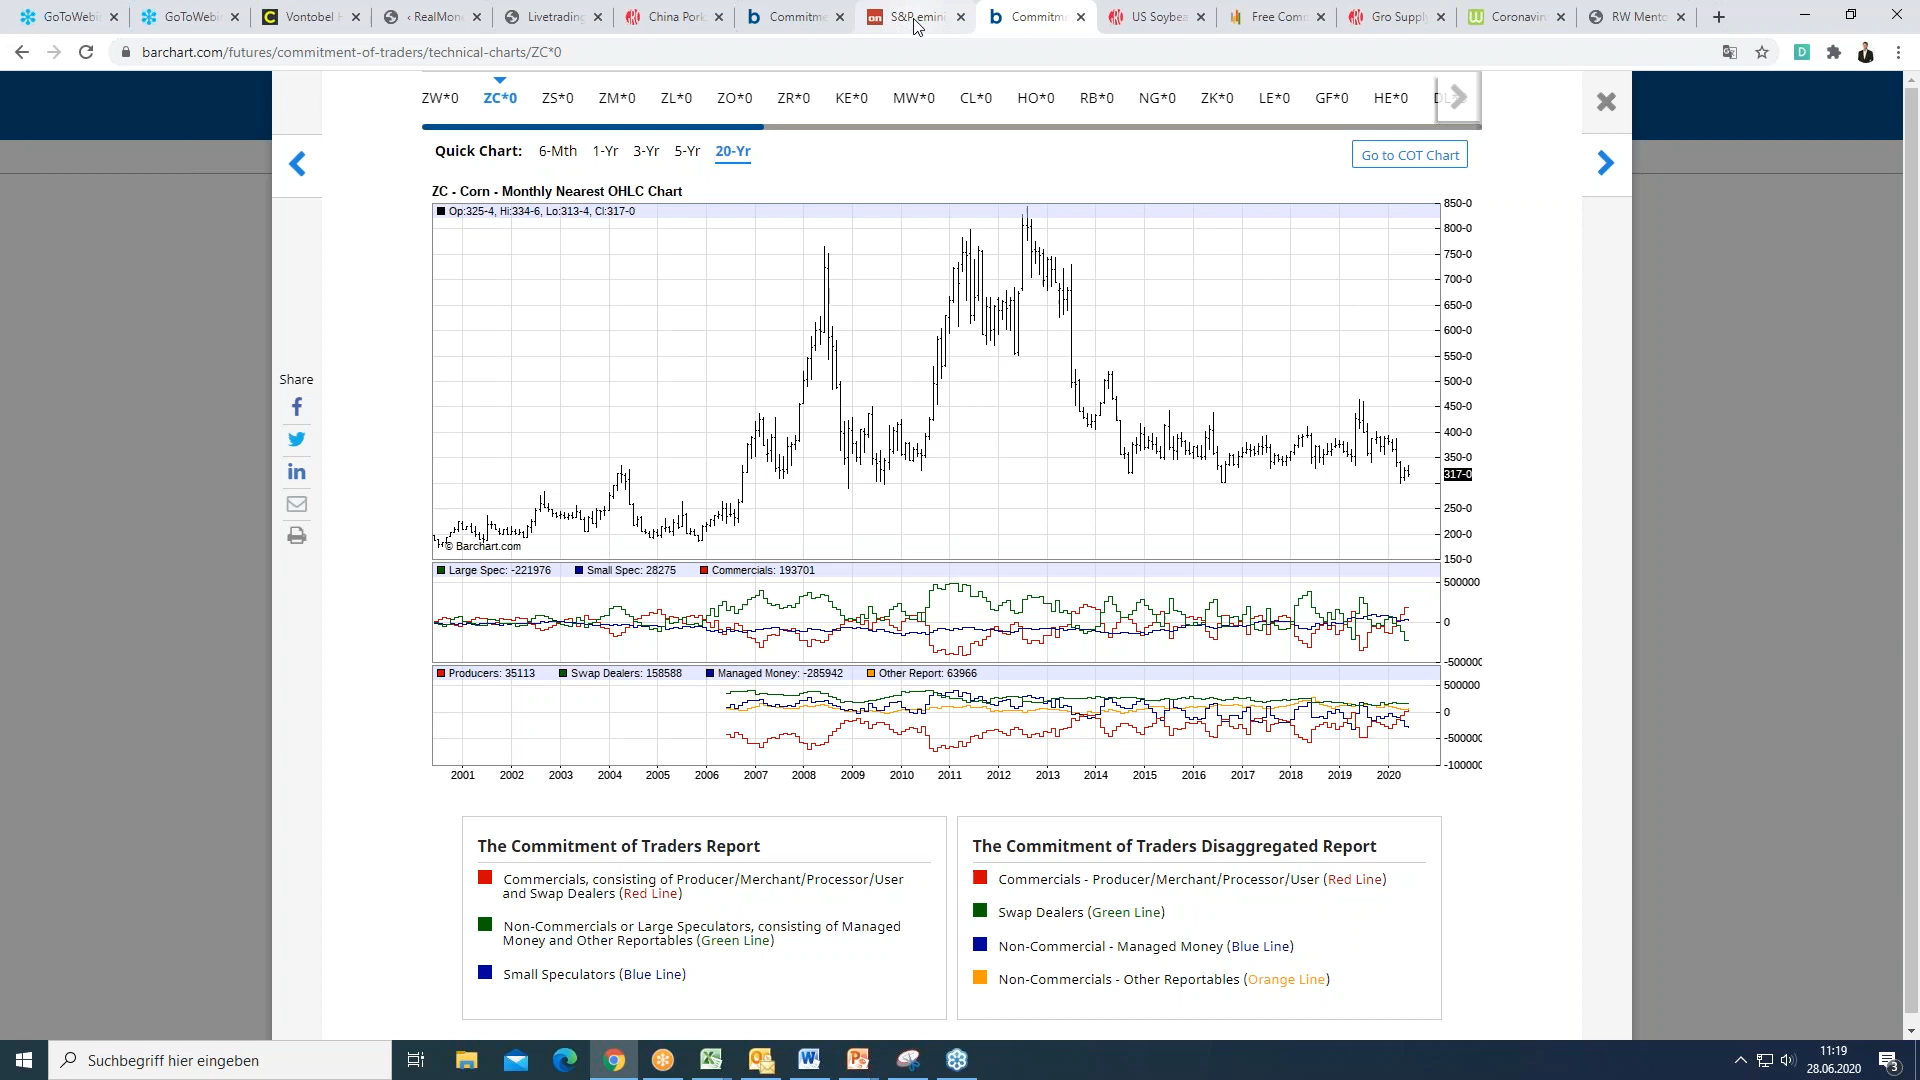 GoToWebi
GoToWebi
Vontobel
‹ RealMon
Livetrading
China Pork
Commitme
S&P emini
Commitm
US Soybea
Free Com
Gro Supply
Coronaviru
RW Mento
barchart.com/futures/commitment-of-traders/technical-charts/ZC*0
ZW*0 ZC*0 ZS*0 ZM*0 ZL*0 ZO*0 ZR*0 KE*0 MW*0 CL*0 HO*0 RB*0 NG*0 ZK*0 LE*0 GF*0 HE*0
Quick Chart: 6-Mth 1-Yr 3-Yr 5-Yr 20-Yr
Go to COT Chart
ZC - Corn - Monthly Nearest OHLC Chart
Op:325-4, Hi:334-6, Lo:313-4, Cl:317-0
850-0
800-0
750-0
700-0
650-0
600-0
550-0
500-0
450-0
400-0
350-0
317-0
250-0
200-0
150-0
© Barchart.com
Share
Large Spec: -221976 Small Spec: 28275 Commercials: 193701
500000
0
-500000
Producers: 35113 Swap Dealers: 158588 Managed Money: -285942 Other Report: 63966
500000
0
-500000
-100000
2001 2002 2003 2004 2005 2006 2007 2008 2009 2010 2011 2012 2013 2014 2015 2016 2017 2018 2019 2020
The Commitment of Traders Report
Commercials, consisting of Producer/Merchant/Processor/User
and Swap Dealers (Red Line)
Non-Commercials or Large Speculators, consisting of Managed
Money and Other Reportables (Green Line)
Small Speculators (Blue Line)
The Commitment of Traders Disaggregated Report
Commercials - Producer/Merchant/Processor/User (Red Line)
Swap Dealers (Green Line)
Non-Commercial - Managed Money (Blue Line)
Non-Commercials - Other Reportables (Orange Line)
Suchbegriff hier eingeben
11:19
28.06.2020
3